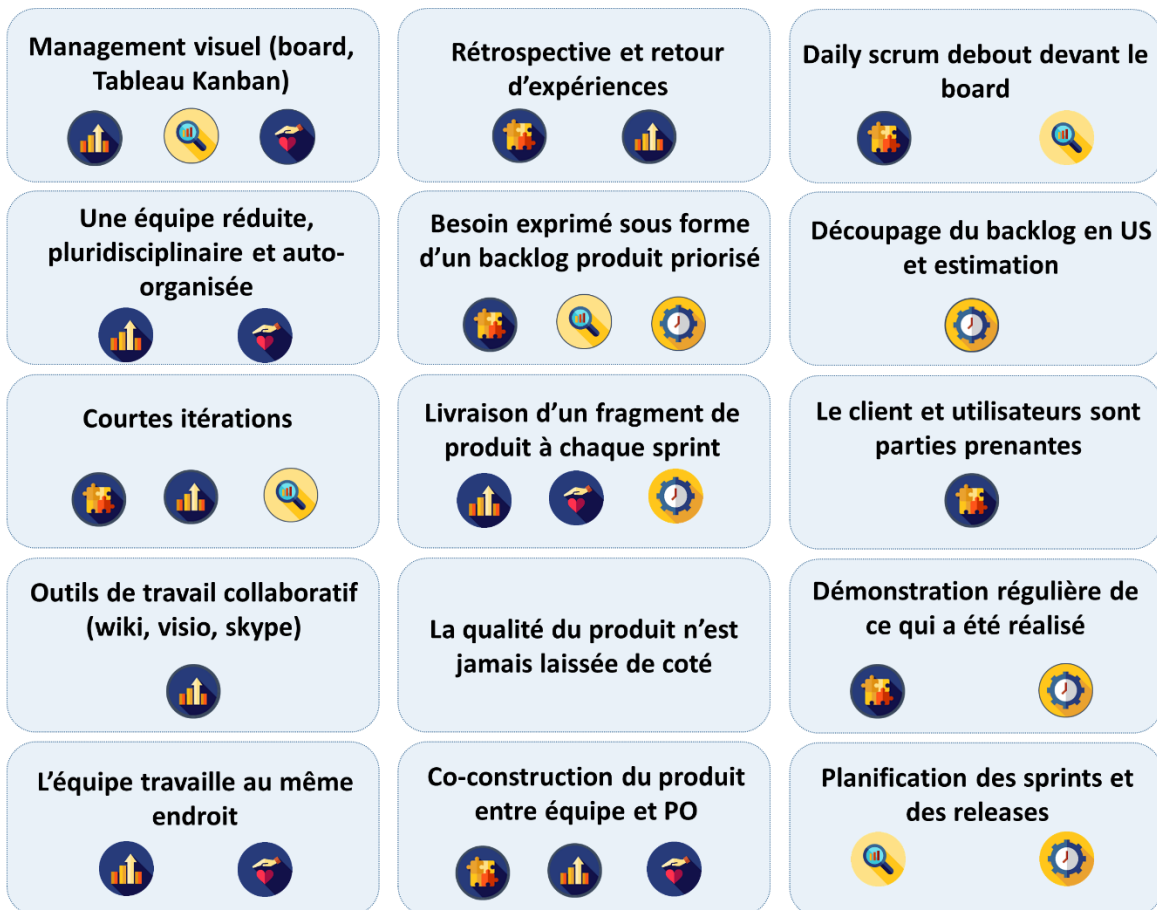 Management visuel (board,
Tableau Kanban)
Rétrospective et retour
d'expériences
Daily scrum debout devant le
board
Une équipe réduite,
pluridisciplinaire et auto-
organisée
Besoin exprimé sous forme
d'un backlog produit priorisé
Découpage du backlog en US
et estimation
Courtes itérations
Livraison d'un fragment de
produit à chaque sprint
Le client et utilisateurs sont
parties prenantes
Outils de travail collaboratif
(wiki, visio, skype)
La qualité du produit n'est
jamais laissée de coté
Démonstration régulière de
ce qui a été réalisé
L'équipe travaille au même
endroit
Co-construction du produit
entre équipe et PO
Planification des sprints et
des releases